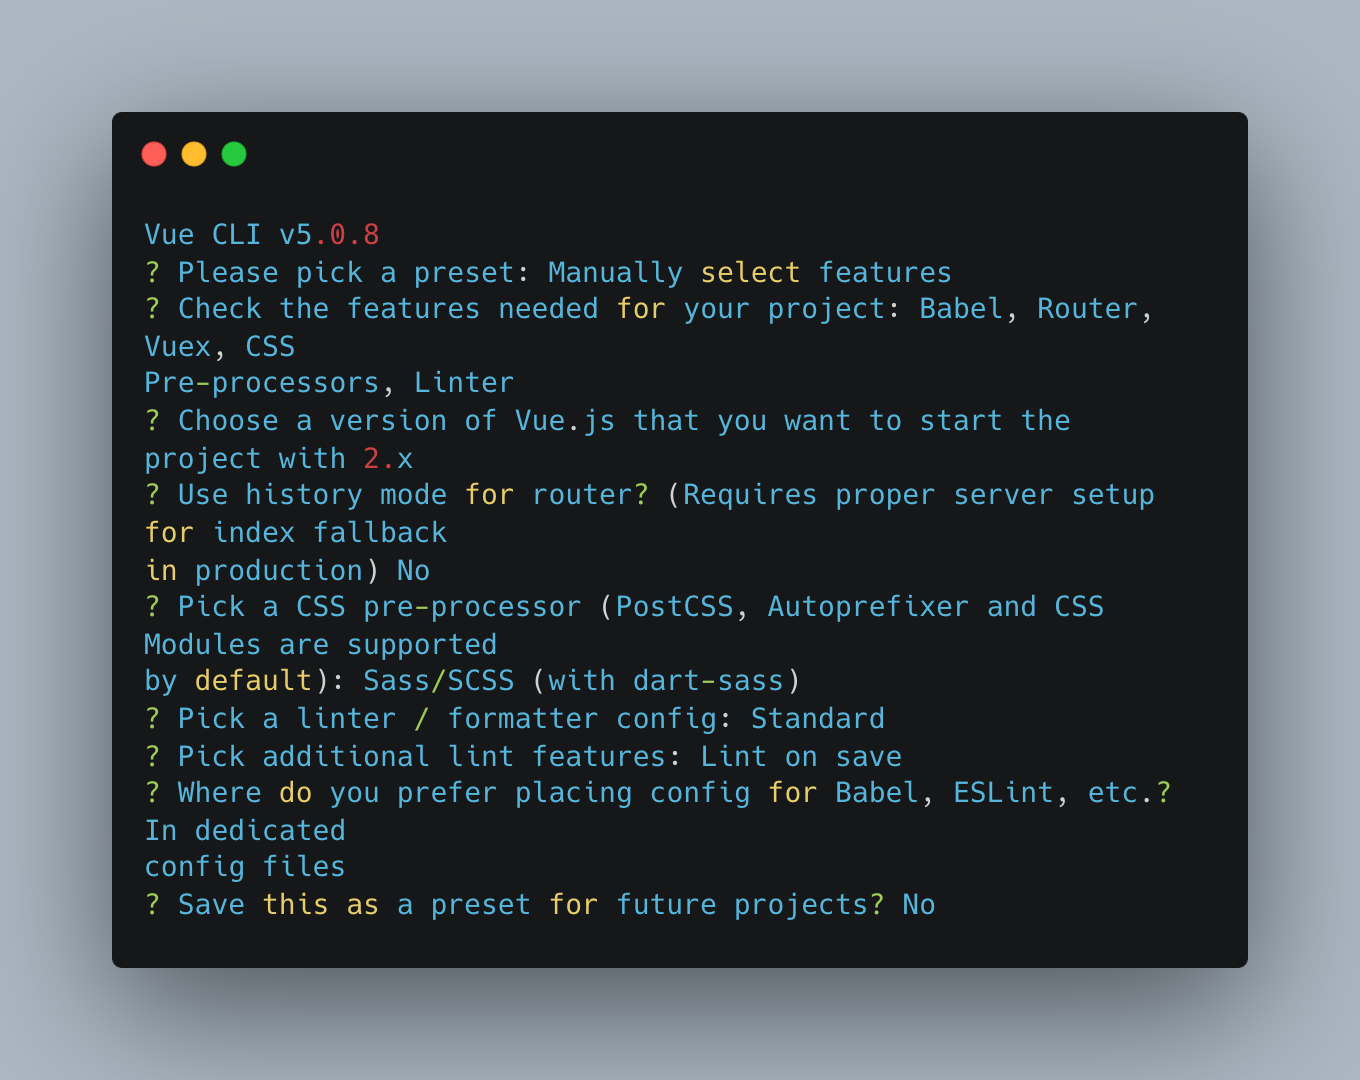 Vue CLI v5.0.8
? Please pick a preset: Manually select features
? Check the features needed for your project: Babel, Router,
Vuex, CSS
Pre-processors, Linter
? Choose a version of Vue.js that you want to start the
project with 2.x
? Use history mode for router? (Requires proper server setup
for index fallback
in production) No
? Pick a CSS pre-processor (PostCSS, Autoprefixer and CSS
Modules are supported
by default): Sass/SCSS (with dart-sass)
? Pick a linter / formatter config: Standard
? Pick additional lint features: Lint on save
? Where do you prefer placing config for Babel, ESLint, etc.?
In dedicated
config files
? Save this as a preset for future projects? No